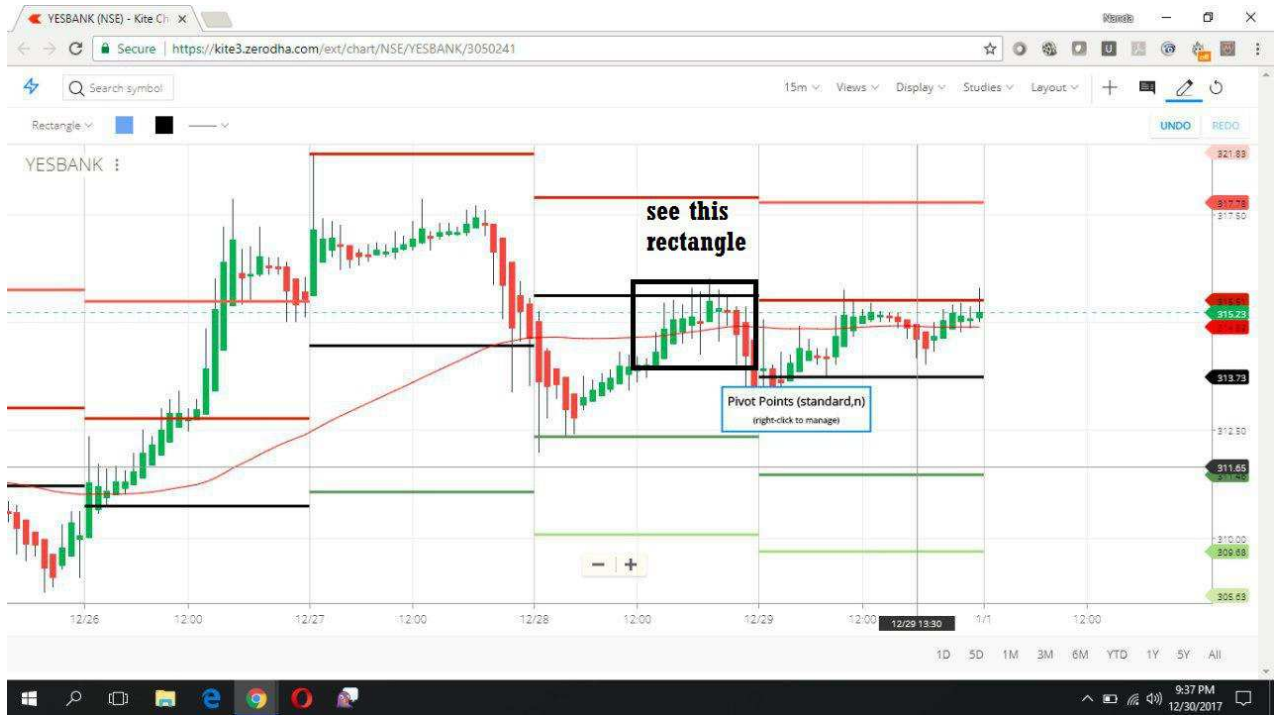 YESBANK (NSE) - Kite Ch
Nanda
Secure | https://kite3.zerodha.com/ext/chart/NSE/YESBANK/3050241
Search symbol
15m Views Display Studies Layout
Rectangle
UNDO REDO
YESBANK
321.83
see this
rectangle
317.78
317.50
315.51
315.23
313.73
Pivot Points (standard,n)
(right-click to manage)
312.50
311.65
310.00
309.68
12/26 12:00 12/27 12:00 12/28 12:00 12/29 12:00 12/29 13:30 1/1 12:00
1D 5D 1M 3M 6M YTD 1Y 5Y All
9:37 PM
12/30/2017